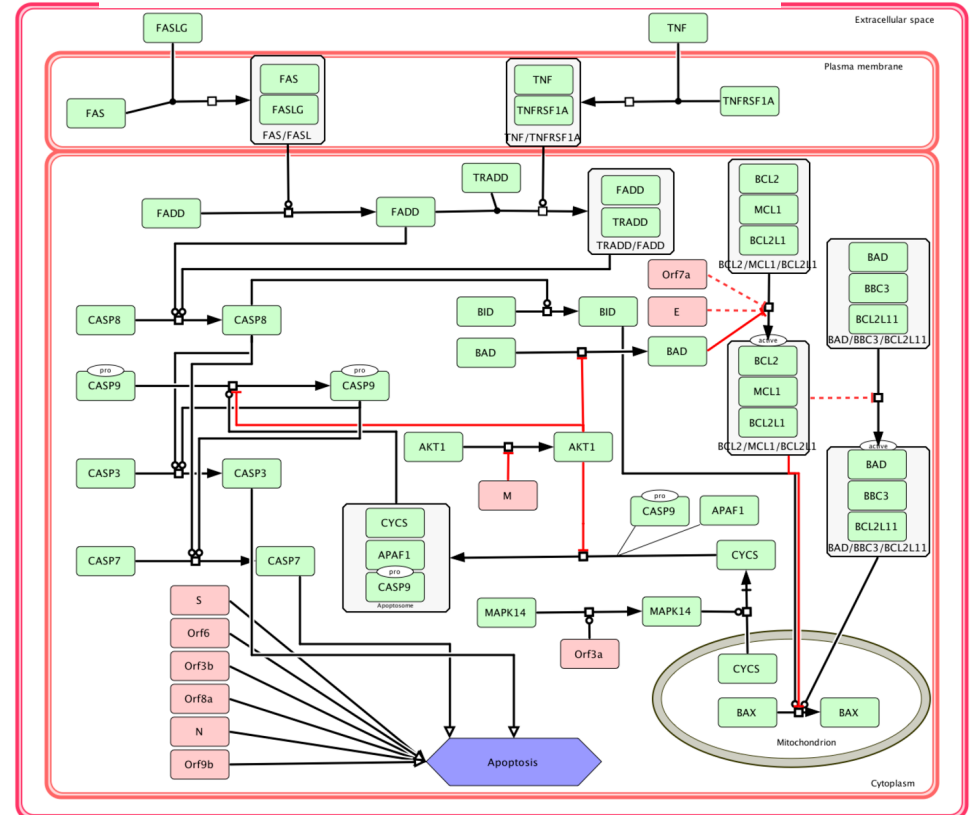 Extracellular space
FASLG
TNF
Plasma membrane
FAS
FAS
FASLG
FAS/FASL
TNF
TNFRSF1A
TNF/TNFRSF1A
TNFRSF1A
TRADD
FADD
FADD
FADD
TRADD
TRADD/FADD
BCL2
MCL1
BCL2L1
BCL2/MCL1/BCL2L1
BAD
BBC3
BCL2L11
BAD/BBC3/BCL2L11
Orf7a
E
CASP8
CASP8
BID
BID
BAD
BAD
active
BCL2
MCL1
BCL2L1
BCL2/MCL1/BCL2L1
pro
CASP9
pro
CASP9
AKT1
AKT1
M
CASP3
CASP3
active
BAD
BBC3
BCL2L11
BAD/BBC3/BCL2L11
CYCS
APAF1
pro
CASP9
Apoptosome
pro
CASP9
APAF1
CASP7
CASP7
CYCS
S
Orf6
Orf3b
Orf8a
N
Orf9b
MAPK14
MAPK14
Orf3a
CYCS
BAX
BAX
Mitochondrion
Apoptosis
Cytoplasm